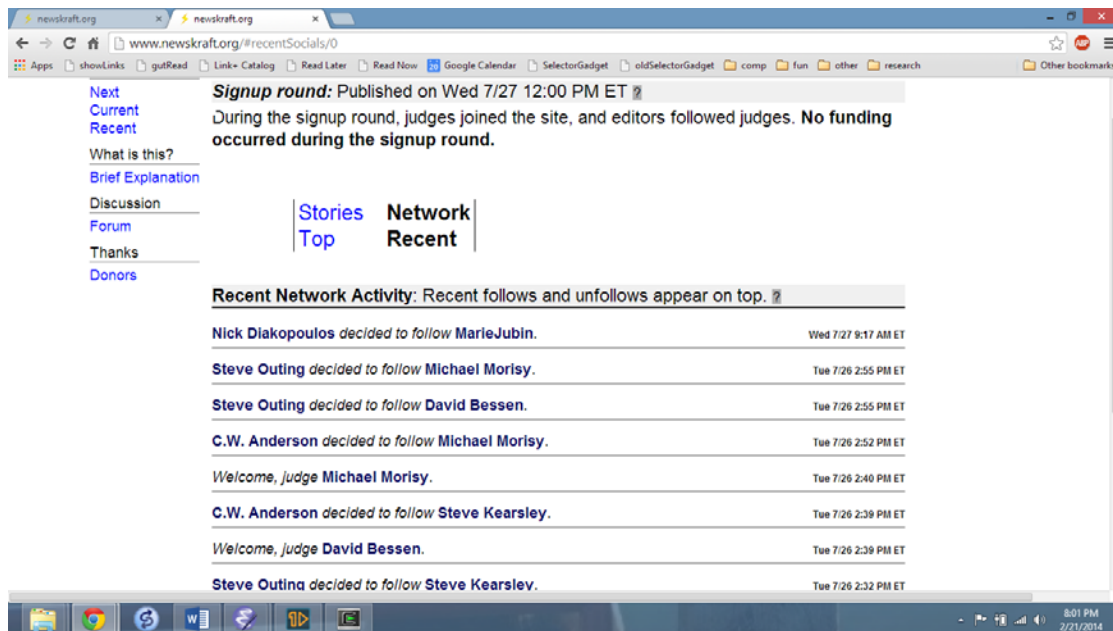 newskraft.org
newskraft.org
www.newskraft.org/#recentSocials/0
ABP
Apps showLinks gutRead Link+ Catalog Read Later Read Now 20 Google Calendar SelectorGadget oldSelectorGadget comp fun other research Other bookmarks
Next
Current
Recent
What is this?
Brief Explanation
Discussion
Forum
Thanks
Donors
Signup round: Published on Wed 7/27 12:00 PM ET ?
During the signup round, judges joined the site, and editors followed judges. No funding
occurred during the signup round.
Stories Network
Top Recent
Recent Network Activity: Recent follows and unfollows appear on top. ?
Nick Diakopoulos decided to follow MarieJubin. Wed 7/27 9:17 AM ET
Steve Outing decided to follow Michael Morisy. Tue 7/26 2:55 PM ET
Steve Outing decided to follow David Bessen. Tue 7/26 2:55 PM ET
C.W. Anderson decided to follow Michael Morisy. Tue 7/26 2:52 PM ET
Welcome, judge Michael Morisy. Tue 7/26 2:40 PM ET
C.W. Anderson decided to follow Steve Kearsley. Tue 7/26 2:39 PM ET
Welcome, judge David Bessen. Tue 7/26 2:39 PM ET
Steve Outing decided to follow Steve Kearsley. Tue 7/26 2:32 PM ET
8:01 PM
2/21/2014